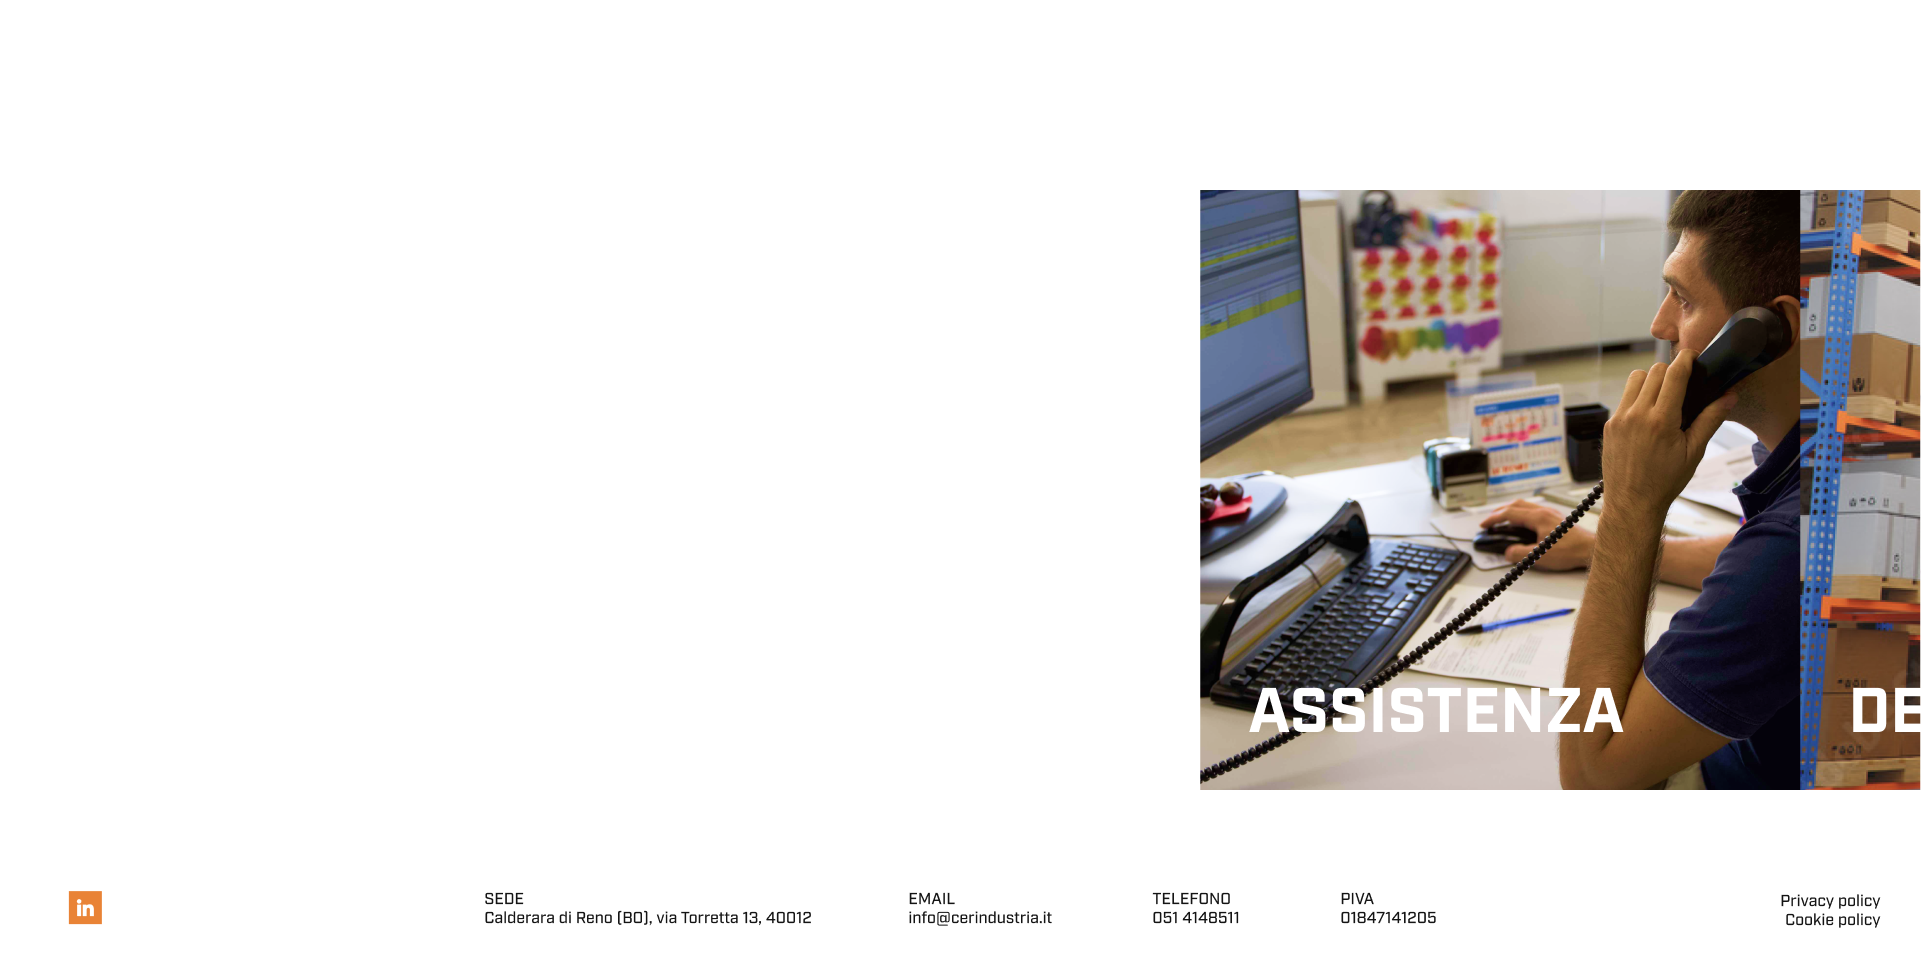 ASSISTENZA
DE
in
SEDE
Calderara di Reno (BO), via Torretta 13, 40012
EMAIL
info@cerindustria.it
TELEFONO
051 4148511
PIVA
01847141205
Privacy policy
Cookie policy